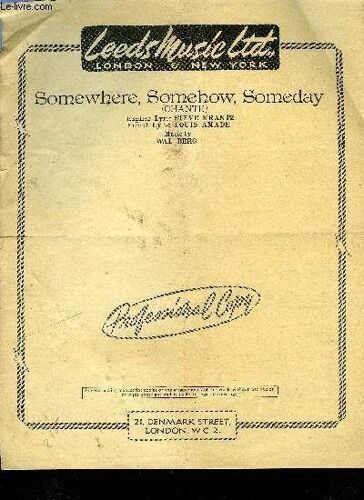 le-livre.com
Leeds Music Ltd.
LONDON NEW YORK
Somewhere, Somehow, Someday
(CHANTE)
English Lyric STEVE KRANTZ
French Lyric LOUIS AMADE
Music by
WAL BERG
Professional Copy
21, DENMARK STREET,
LONDON, W.C.2.